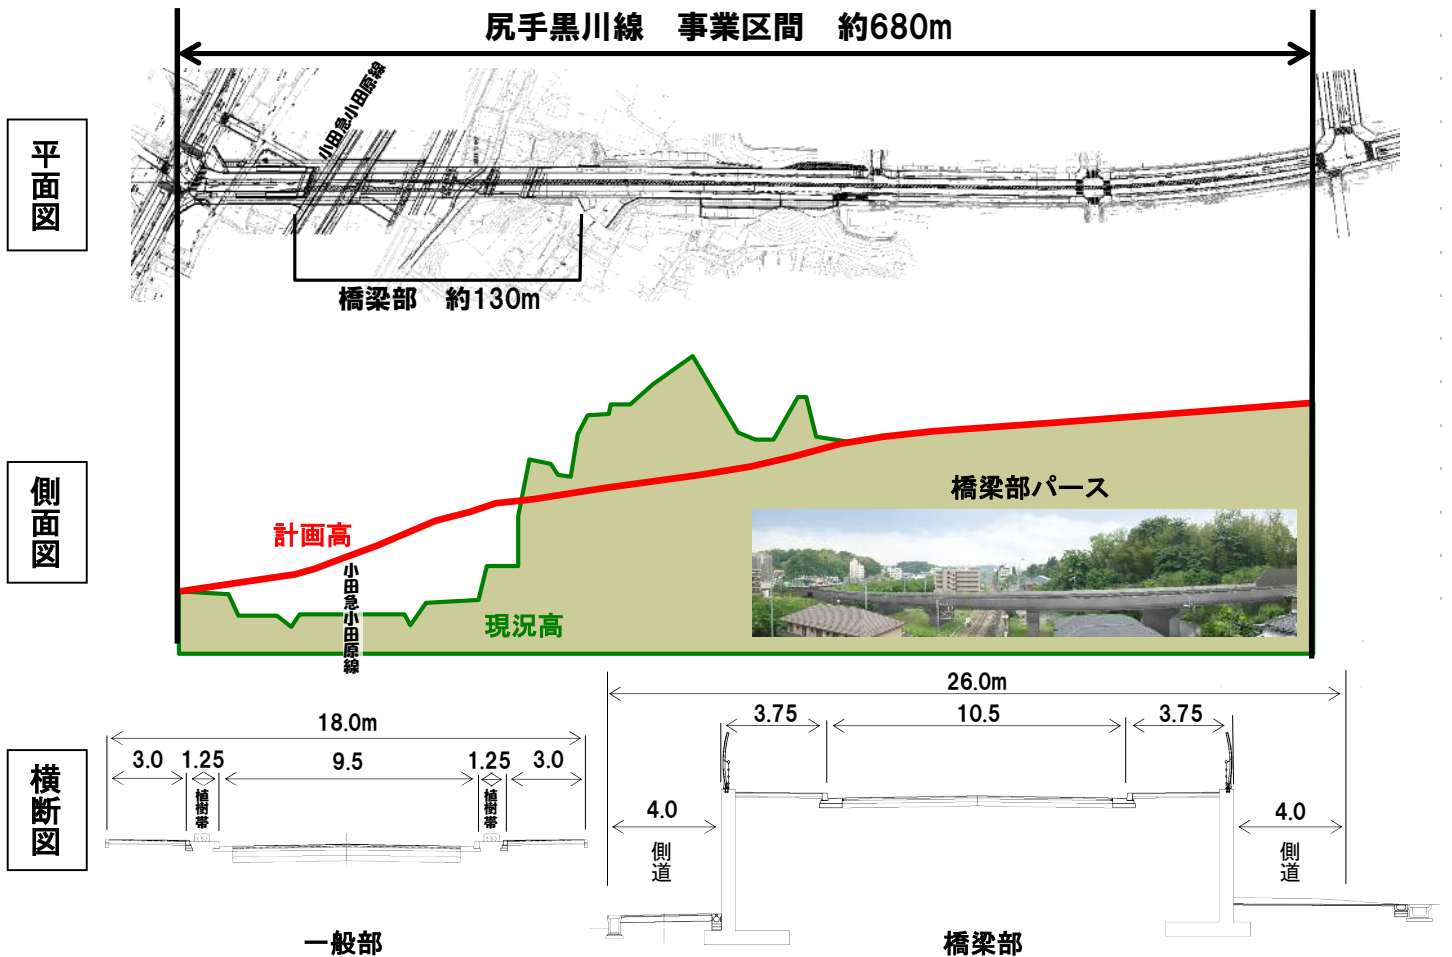 尻手黒川線　事業区間　約680m
平面図
小田急小田原線
橋梁部　約130m
側面図
計画高
小田急小田原線
現況高
橋梁部パース
横断図
18.0m
3.0 1.25 9.5 1.25 3.0
植樹帯 植樹帯
一般部
26.0m
3.75 10.5 3.75
4.0 4.0
側道 側道
橋梁部